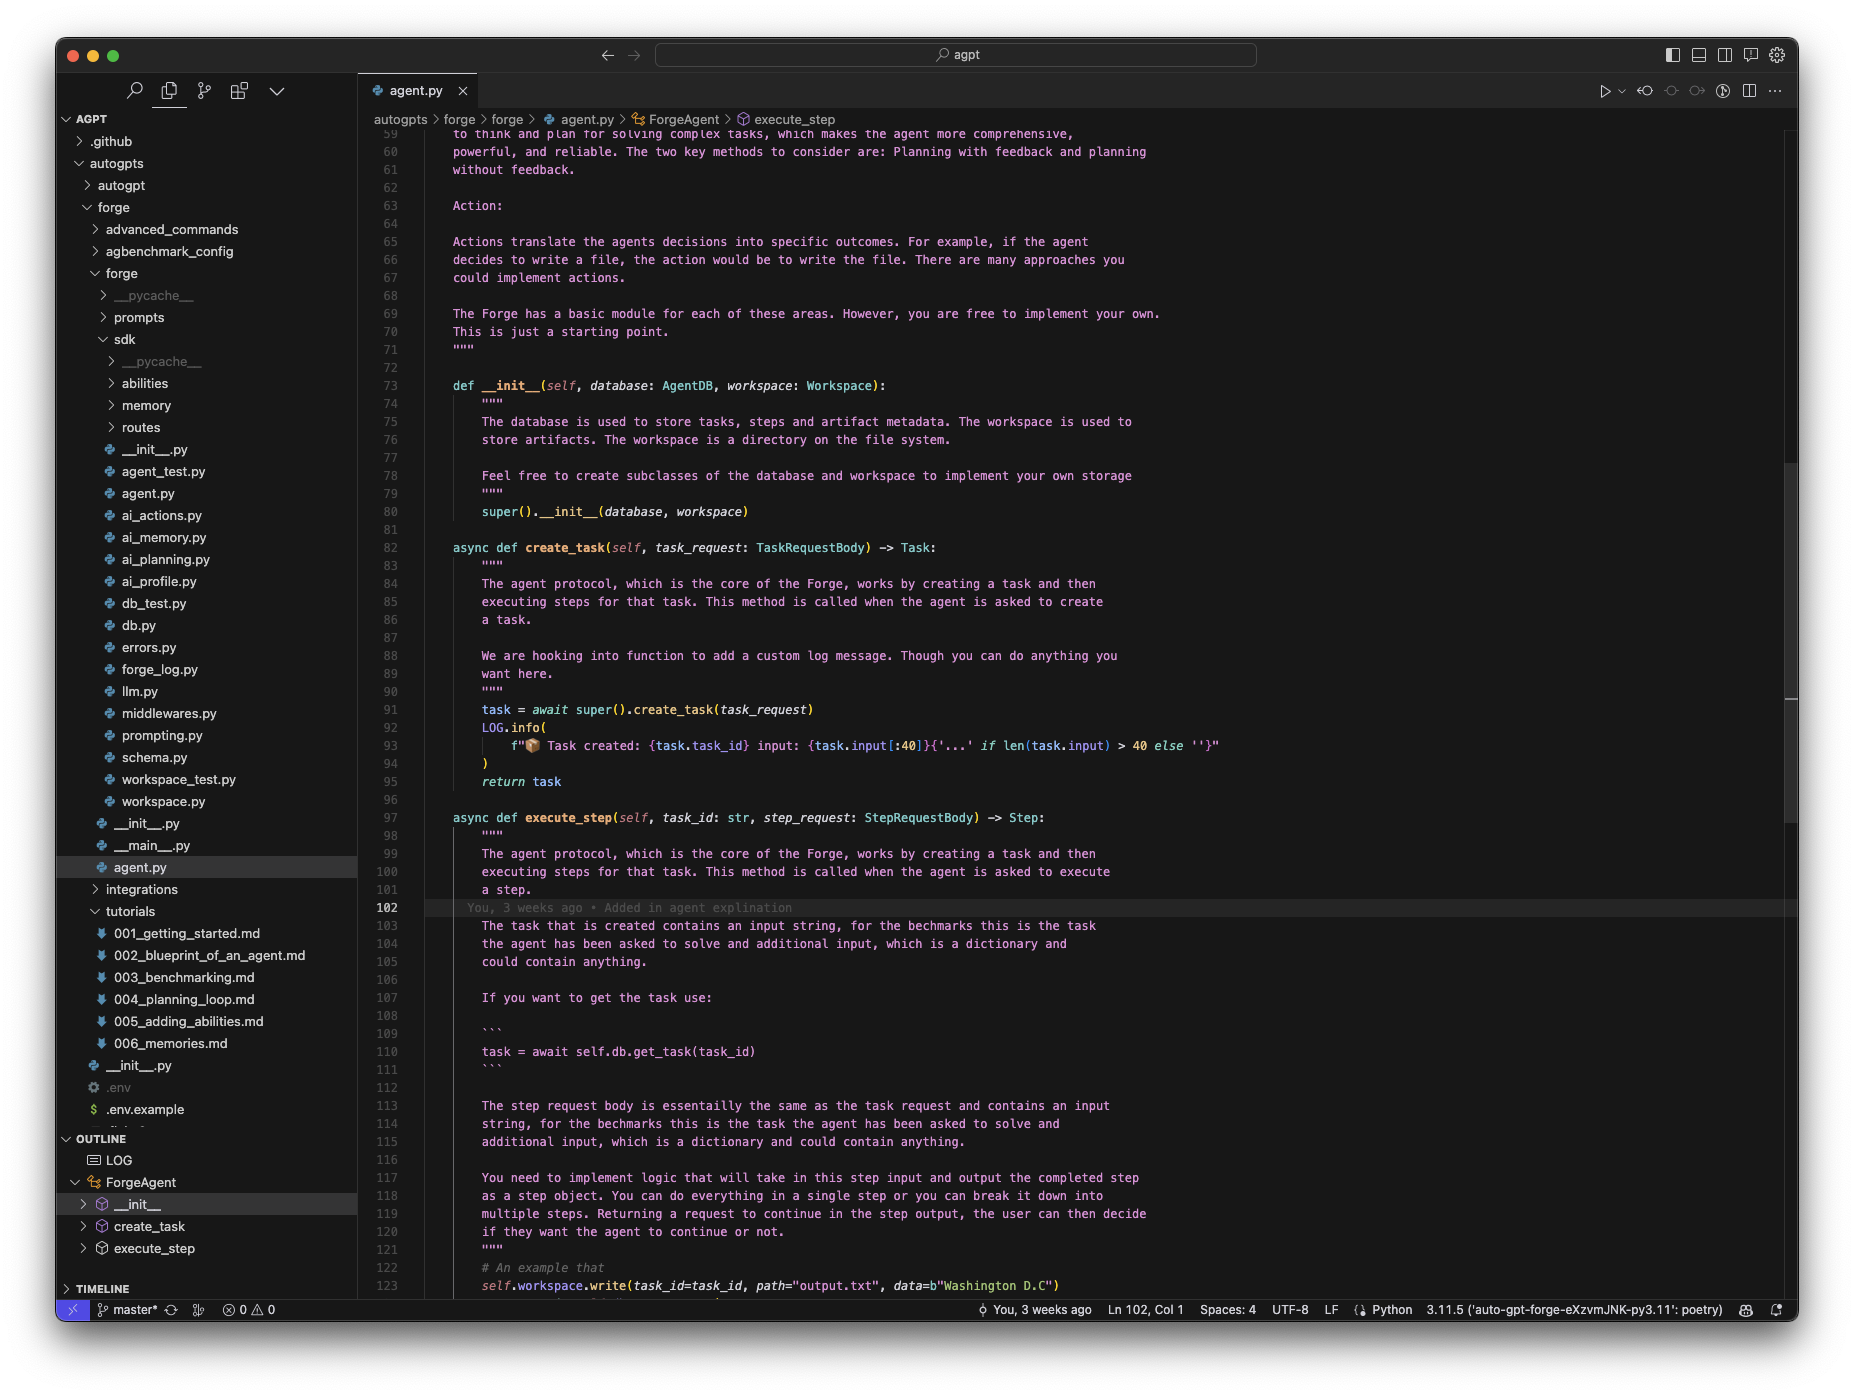 agpt
AGPT
.github
autogpts
autogpt
forge
advanced_commands
agbenchmark_config
forge
__pycache__
prompts
sdk
__pycache__
abilities
memory
routes
__init__.py
agent_test.py
agent.py
ai_actions.py
ai_memory.py
ai_planning.py
ai_profile.py
db_test.py
db.py
errors.py
forge_log.py
llm.py
middlewares.py
prompting.py
schema.py
workspace_test.py
workspace.py
__init__.py
__main__.py
agent.py
integrations
tutorials
001_getting_started.md
002_blueprint_of_an_agent.md
003_benchmarking.md
004_planning_loop.md
005_adding_abilities.md
006_memories.md
__init__.py
.env
$ .env.example
OUTLINE
LOG
ForgeAgent
__init__
create_task
execute_step
TIMELINE
agent.py
autogpts > forge > forge > agent.py > ForgeAgent > execute_step
59 to think and plan for solving complex tasks, which makes the agent more comprehensive,
60 powerful, and reliable. The two key methods to consider are: Planning with feedback and planning
61 without feedback.
62
63 Action:
64
65 Actions translate the agents decisions into specific outcomes. For example, if the agent
66 decides to write a file, the action would be to write the file. There are many approaches you
67 could implement actions.
68
69 The Forge has a basic module for each of these areas. However, you are free to implement your own.
70 This is just a starting point.
71 """
72
73 def __init__(self, database: AgentDB, workspace: Workspace):
74 """
75 The database is used to store tasks, steps and artifact metadata. The workspace is used to
76 store artifacts. The workspace is a directory on the file system.
77
78 Feel free to create subclasses of the database and workspace to implement your own storage
79 """
80 super().__init__(database, workspace)
81
82 async def create_task(self, task_request: TaskRequestBody) -> Task:
83 """
84 The agent protocol, which is the core of the Forge, works by creating a task and then
85 executing steps for that task. This method is called when the agent is asked to create
86 a task.
87
88 We are hooking into function to add a custom log message. Though you can do anything you
89 want here.
90 """
91 task = await super().create_task(task_request)
92 LOG.info(
93 f"📦 Task created: {task.task_id} input: {task.input[:40]}{'...' if len(task.input) > 40 else ''}"
94 )
95 return task
96
97 async def execute_step(self, task_id: str, step_request: StepRequestBody) -> Step:
98 """
99 The agent protocol, which is the core of the Forge, works by creating a task and then
100 executing steps for that task. This method is called when the agent is asked to execute
101 a step.
102 You, 3 weeks ago • Added in agent explination
103 The task that is created contains an input string, for the bechmarks this is the task
104 the agent has been asked to solve and additional input, which is a dictionary and
105 could contain anything.
106
107 If you want to get the task use:
108
109 ```
110 task = await self.db.get_task(task_id)
111 ```
112
113 The step request body is essentailly the same as the task request and contains an input
114 string, for the bechmarks this is the task the agent has been asked to solve and
115 additional input, which is a dictionary and could contain anything.
116
117 You need to implement logic that will take in this step input and output the completed step
118 as a step object. You can do everything in a single step or you can break it down into
119 multiple steps. Returning a request to continue in the step output, the user can then decide
120 if they want the agent to continue or not.
121 """
122 # An example that
123 self.workspace.write(task_id=task_id, path="output.txt", data=b"Washington D.C")
master* 0 0 You, 3 weeks ago Ln 102, Col 1 Spaces: 4 UTF-8 LF Python 3.11.5 ('auto-gpt-forge-eXzvmJNK-py3.11': poetry)